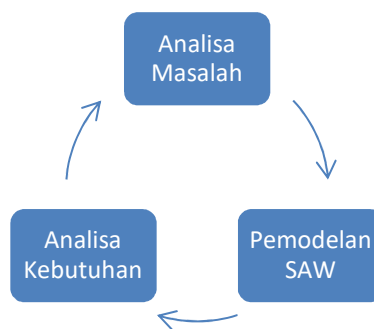 Analisa
Masalah
Pemodelan
SAW
Analisa
Kebutuhan